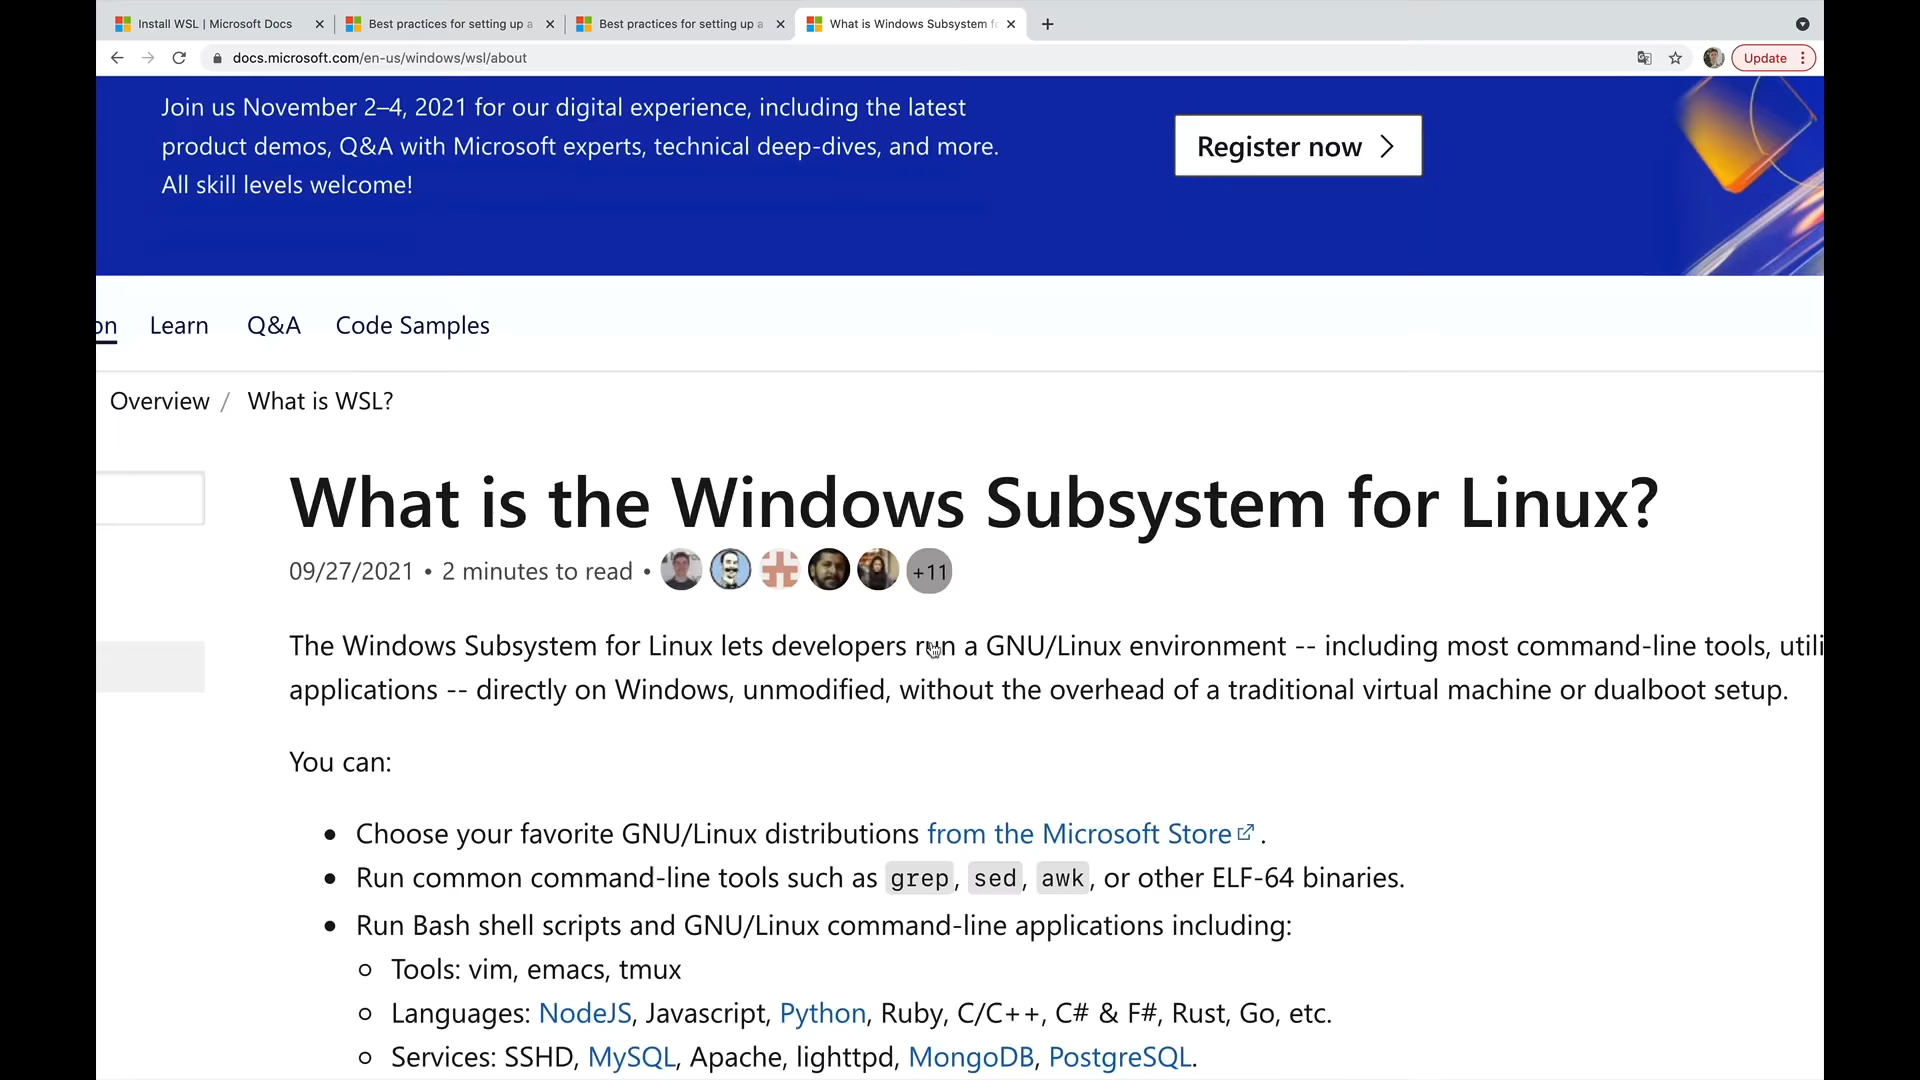 Install WSL | Microsoft Docs
Best practices for setting up a
Best practices for setting up a
What is Windows Subsystem fo
docs.microsoft.com/en-us/windows/wsl/about
Update
Join us November 2–4, 2021 for our digital experience, including the latest
product demos, Q&A with Microsoft experts, technical deep-dives, and more.
All skill levels welcome!
Register now
on Learn Q&A Code Samples
Overview / What is WSL?
What is the Windows Subsystem for Linux?
09/27/2021 • 2 minutes to read • +11
The Windows Subsystem for Linux lets developers run a GNU/Linux environment -- including most command-line tools, utili
applications -- directly on Windows, unmodified, without the overhead of a traditional virtual machine or dualboot setup.
You can:
• Choose your favorite GNU/Linux distributions from the Microsoft Store .
• Run common command-line tools such as grep, sed, awk, or other ELF-64 binaries.
• Run Bash shell scripts and GNU/Linux command-line applications including:
○ Tools: vim, emacs, tmux
○ Languages: NodeJS, Javascript, Python, Ruby, C/C++, C# & F#, Rust, Go, etc.
○ Services: SSHD, MySQL, Apache, lighttpd, MongoDB, PostgreSQL.